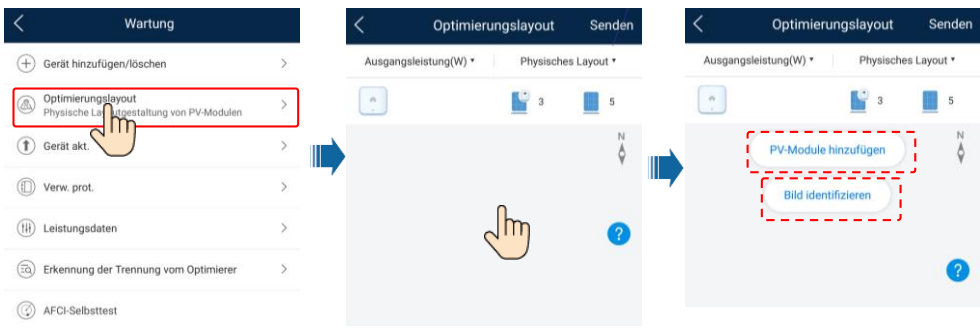 Wartung
Gerät hinzufügen/löschen
Optimierungslayout
Physische Layoutgestaltung von PV-Modulen
Gerät akt.
Verw. prot.
Leistungsdaten
Erkennung der Trennung vom Optimierer
AFCI-Selbsttest
Optimierungslayout Senden
Ausgangsleistung(W) Physisches Layout
3 5
N
?
Optimierungslayout Senden
Ausgangsleistung(W) Physisches Layout
3 5
N
PV-Module hinzufügen
Bild identifizieren
?